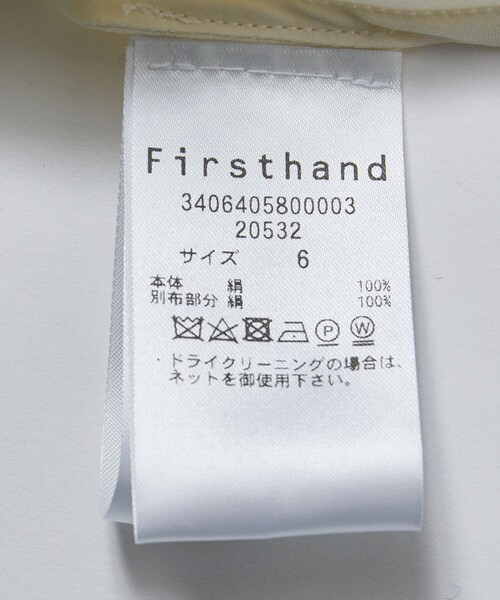 Firsthand
3406405800003
20532
サイズ 6
本体 絹 100%
別布部分 絹 100%
P W
・ドライクリーニングの場合は、
ネットを御使用下さい。